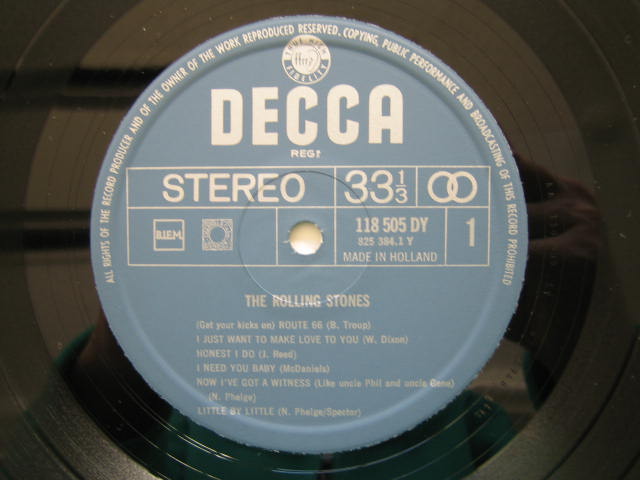 ALL RIGHTS OF THE RECORD PRODUCER AND OF THE OWNER OF THE WORK REPRODUCED RESERVED. COPYING, PUBLIC PERFORMANCE AND BROADCASTING OF THIS RECORD PROHIBITED
ffrr
DECCA
REGD
STEREO
33 1/3
B.I.E.M.
118 505 DY
825 384.1 Y
MADE IN HOLLAND
1
THE ROLLING STONES
(Get your kicks on) ROUTE 66 (B. Troup)
I JUST WANT TO MAKE LOVE TO YOU (W. Dixon)
HONEST I DO (J. Reed)
I NEED YOU BABY (McDaniels)
NOW I'VE GOT A WITNESS (Like uncle Phil and uncle Gene)
(N. Phelge)
LITTLE BY LITTLE (N. Phelge/Spector)